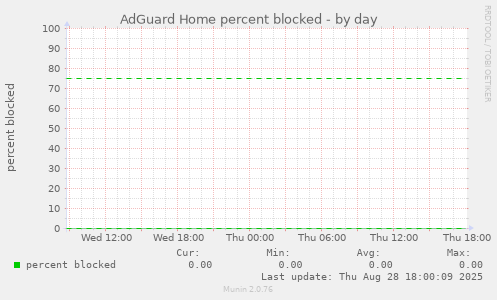 AdGuard Home percent blocked - by day
RRDTOOL / TOBI OETIKER
percent blocked
100
90
80
70
60
50
40
30
20
10
0
Wed 12:00 Wed 18:00 Thu 00:00 Thu 06:00 Thu 12:00 Thu 18:00
Cur: Min: Avg: Max:
percent blocked 0.00 0.00 0.00 0.00
Last update: Thu Aug 28 18:00:09 2025
Munin 2.0.76